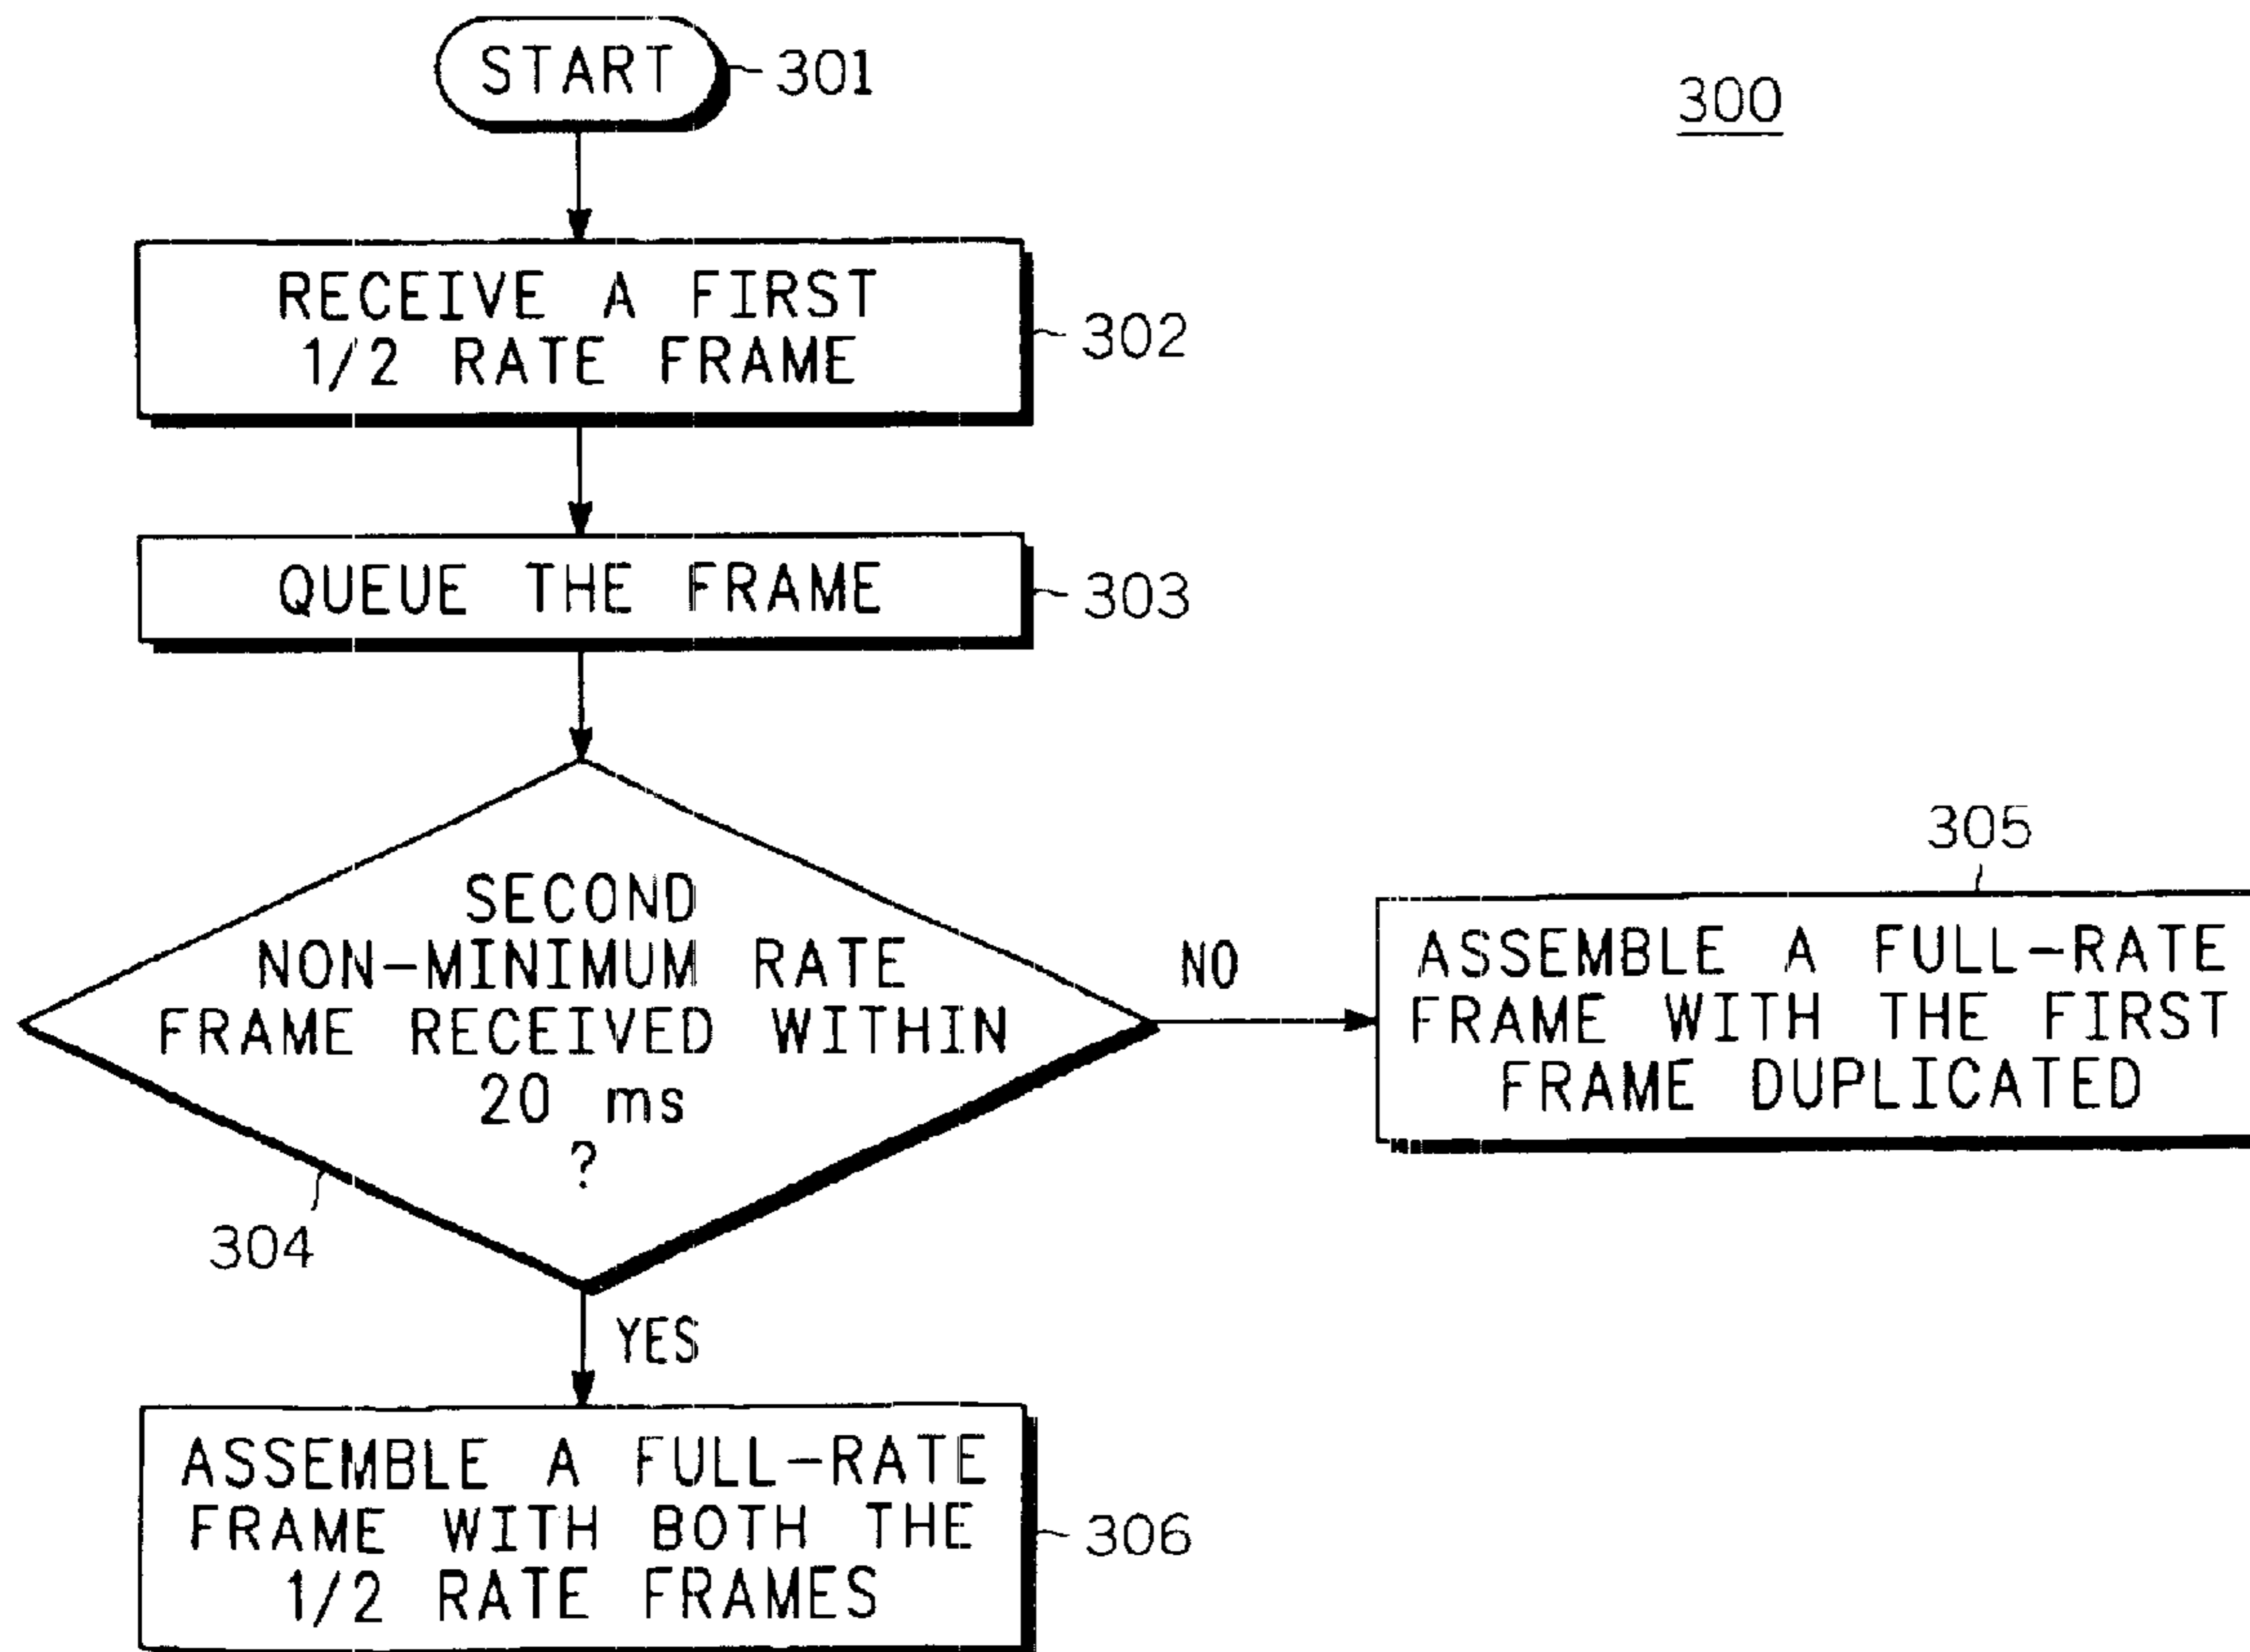 START
301
300
RECEIVE A FIRST
1/2 RATE FRAME
302
QUEUE THE FRAME
303
SECOND
NON-MINIMUM RATE
FRAME RECEIVED WITHIN
20 ms
?
304
NO
305
ASSEMBLE A FULL-RATE
FRAME WITH THE FIRST
FRAME DUPLICATED
YES
ASSEMBLE A FULL-RATE
FRAME WITH BOTH THE
1/2 RATE FRAMES
306